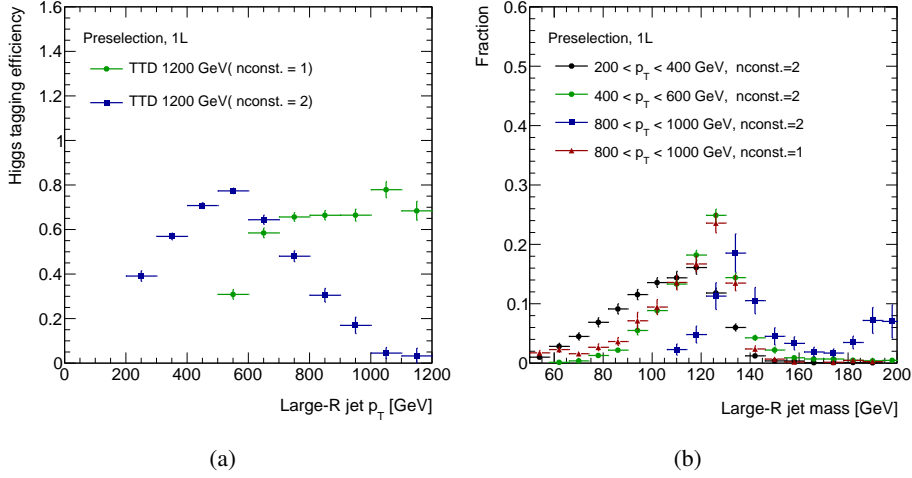 Higgs tagging efficiency
1.6
1.4
1.2
1
0.8
0.6
0.4
0.2
0
Preselection, 1L
TTD 1200 GeV( nconst. = 1)
TTD 1200 GeV( nconst. = 2)
0 200 400 600 800 1000 1200
Large-R jet p_T [GeV]
(a)
Fraction
0.6
0.5
0.4
0.3
0.2
0.1
0
Preselection, 1L
200 < p_T < 400 GeV, nconst.=2
400 < p_T < 600 GeV, nconst.=2
800 < p_T < 1000 GeV, nconst.=2
800 < p_T < 1000 GeV, nconst.=1
60 80 100 120 140 160 180 200
Large-R jet mass [GeV]
(b)